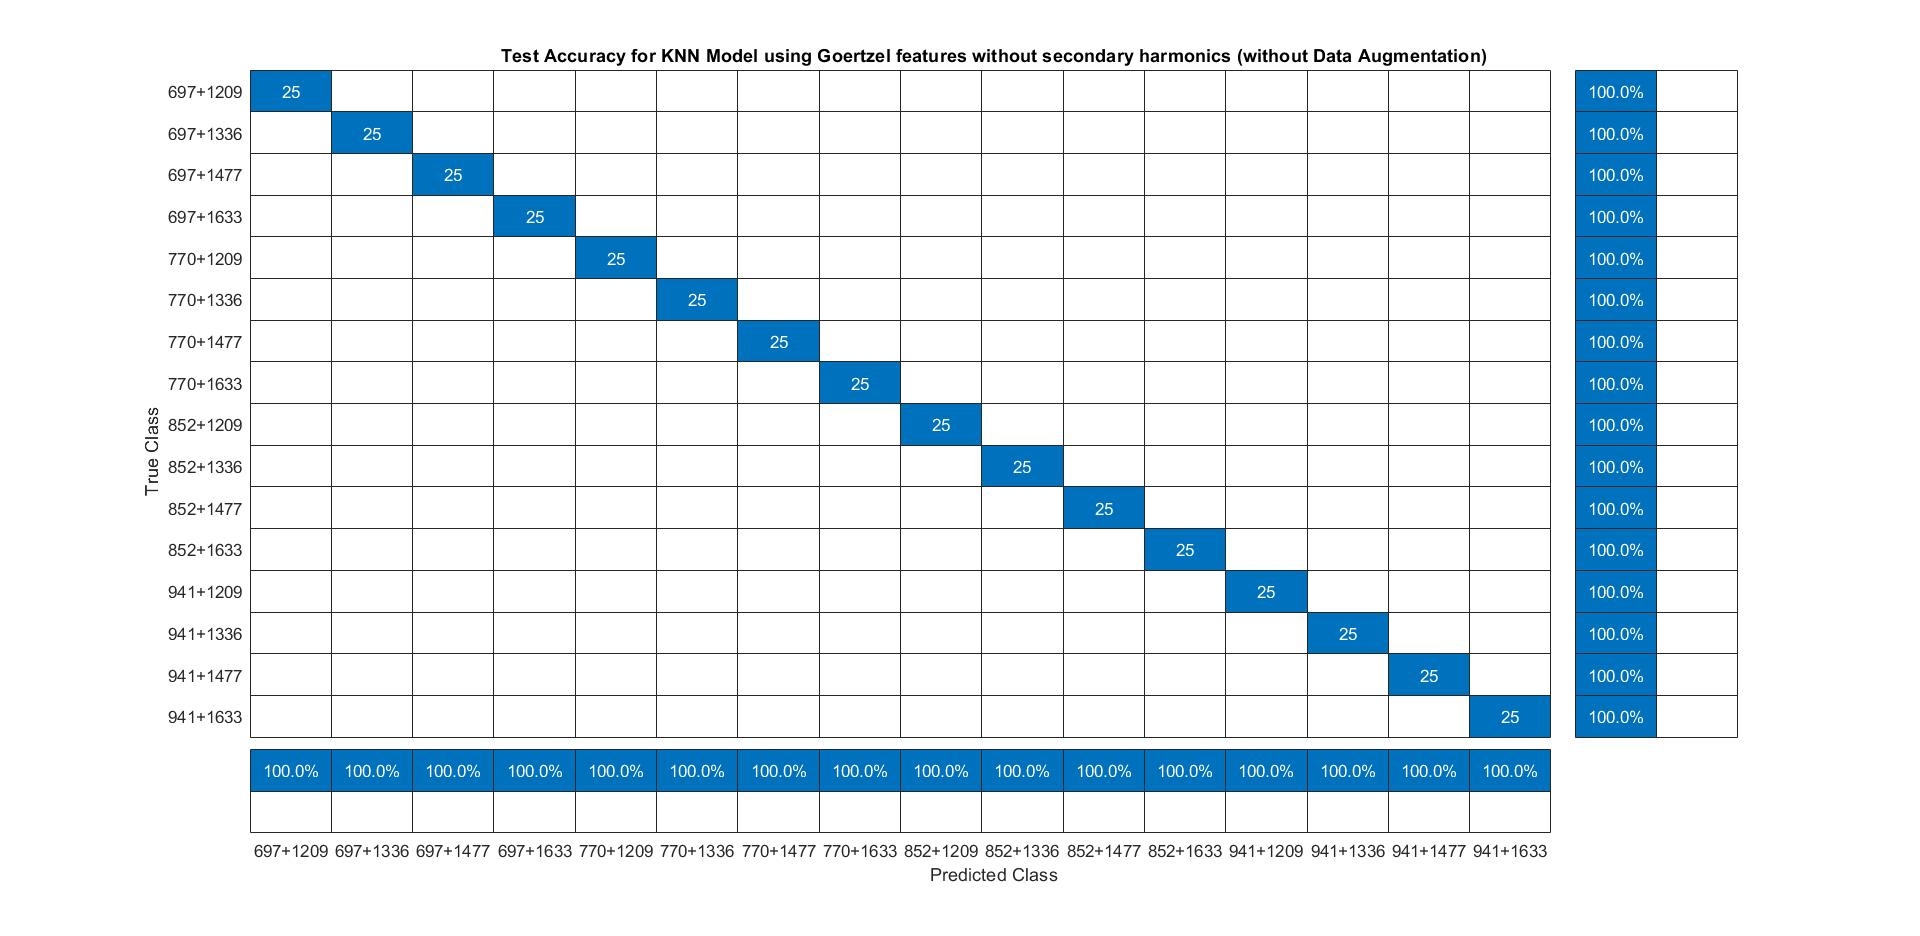 Test Accuracy for KNN Model using Goertzel features without secondary harmonics (without Data Augmentation)
697+1209 25 100.0%
697+1336 25 100.0%
697+1477 25 100.0%
697+1633 25 100.0%
770+1209 25 100.0%
770+1336 25 100.0%
770+1477 25 100.0%
770+1633 25 100.0%
852+1209 25 100.0%
852+1336 25 100.0%
852+1477 25 100.0%
852+1633 25 100.0%
941+1209 25 100.0%
941+1336 25 100.0%
941+1477 25 100.0%
941+1633 25 100.0%
True Class
100.0% 100.0% 100.0% 100.0% 100.0% 100.0% 100.0% 100.0% 100.0% 100.0% 100.0% 100.0% 100.0% 100.0% 100.0% 100.0%
697+1209 697+1336 697+1477 697+1633 770+1209 770+1336 770+1477 770+1633 852+1209 852+1336 852+1477 852+1633 941+1209 941+1336 941+1477 941+1633
Predicted Class